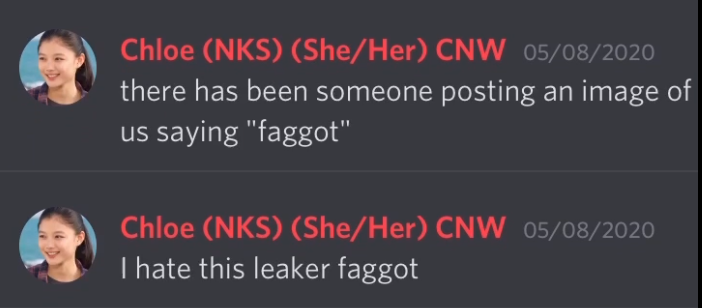 Chloe (NKS) (She/Her) CNW 05/08/2020
there has been someone posting an image of
us saying "faggot"
Chloe (NKS) (She/Her) CNW 05/08/2020
I hate this leaker faggot